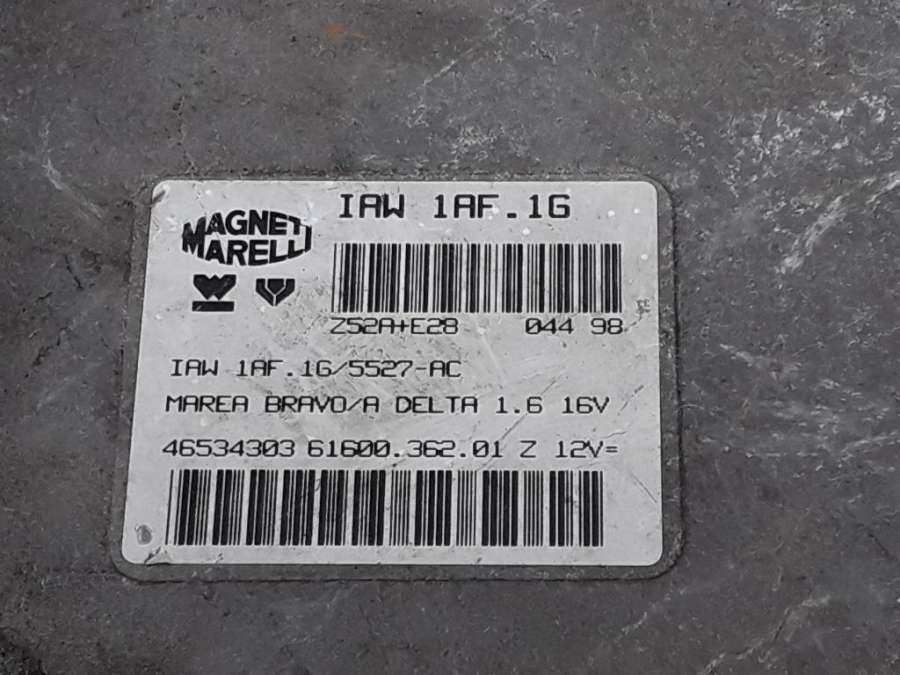 IAW 1AF.1G
MAGNETI
MARELLI
Z52A+E28 044 98
IAW 1AF.1G/5527-AC
MAREA BRAVO/A DELTA 1.6 16V
46534303 61600.362.01 Z 12V=